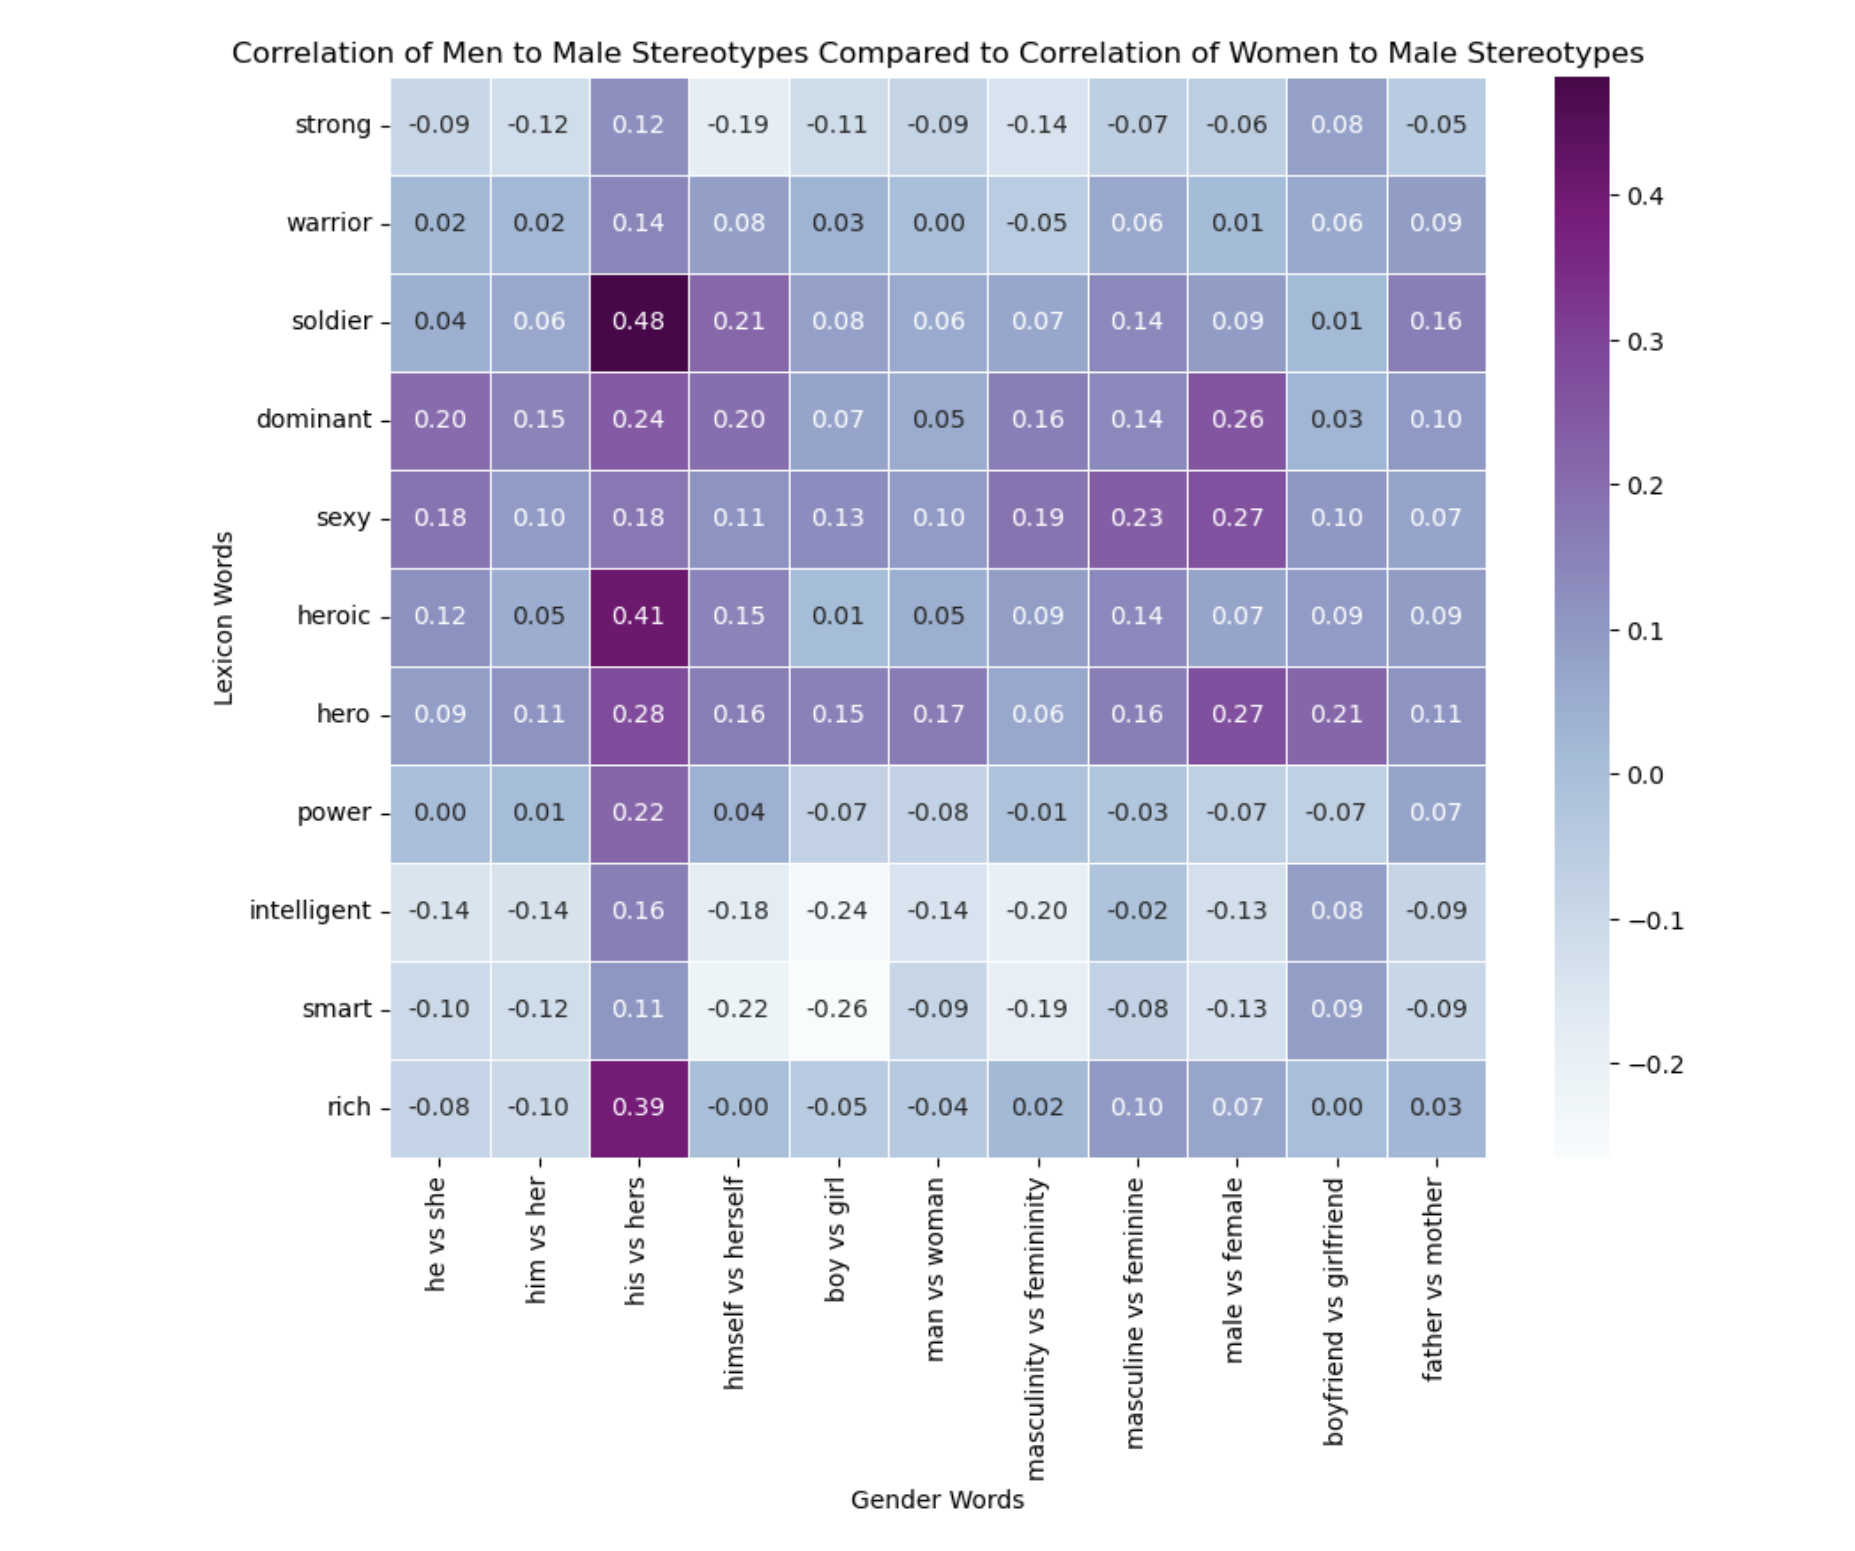 Correlation of Men to Male Stereotypes Compared to Correlation of Women to Male Stereotypes
Lexicon Words
strong -0.09 -0.12 0.12 -0.19 -0.11 -0.09 -0.14 -0.07 -0.06 0.08 -0.05
warrior 0.02 0.02 0.14 0.08 0.03 0.00 -0.05 0.06 0.01 0.06 0.09
soldier 0.04 0.06 0.48 0.21 0.08 0.06 0.07 0.14 0.09 0.01 0.16
dominant 0.20 0.15 0.24 0.20 0.07 0.05 0.16 0.14 0.26 0.03 0.10
sexy 0.18 0.10 0.18 0.11 0.13 0.10 0.19 0.23 0.27 0.10 0.07
heroic 0.12 0.05 0.41 0.15 0.01 0.05 0.09 0.14 0.07 0.09 0.09
hero 0.09 0.11 0.28 0.16 0.15 0.17 0.06 0.16 0.27 0.21 0.11
power 0.00 0.01 0.22 0.04 -0.07 -0.08 -0.01 -0.03 -0.07 -0.07 0.07
intelligent -0.14 -0.14 0.16 -0.18 -0.24 -0.14 -0.20 -0.02 -0.13 0.08 -0.09
smart -0.10 -0.12 0.11 -0.22 -0.26 -0.09 -0.19 -0.08 -0.13 0.09 -0.09
rich -0.08 -0.10 0.39 -0.00 -0.05 -0.04 0.02 0.10 0.07 0.00 0.03
he vs she
him vs her
his vs hers
himself vs herself
boy vs girl
man vs woman
masculinity vs femininity
masculine vs feminine
male vs female
boyfriend vs girlfriend
father vs mother
Gender Words
0.4
0.3
0.2
0.1
0.0
−0.1
−0.2